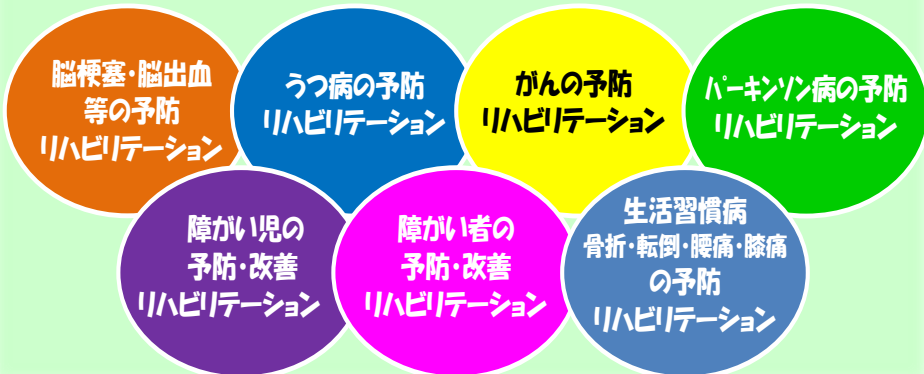 脳梗塞・脳出血
等の予防
リハビリテーション
うつ病の予防
リハビリテーション
がんの予防
リハビリテーション
パーキンソン病の予防
リハビリテーション
障がい児の
予防・改善
リハビリテーション
障がい者の
予防・改善
リハビリテーション
生活習慣病
骨折・転倒・腰痛・膝痛
の予防
リハビリテーション